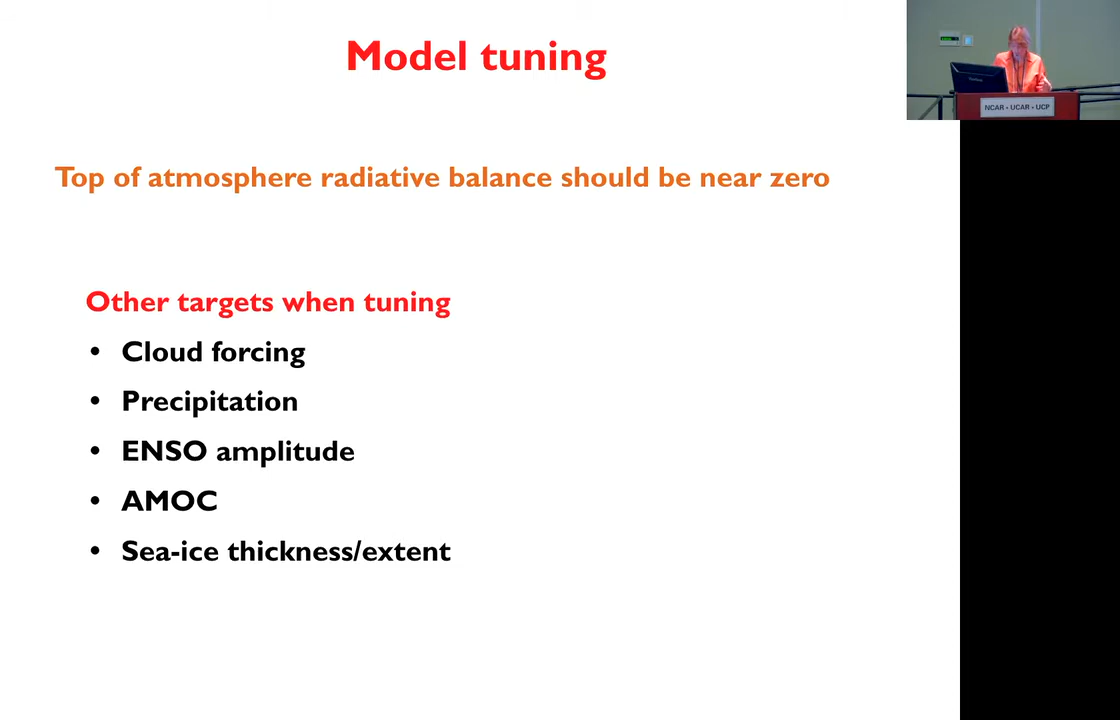 Model tuning
NCAR • UCAR • UCP
Top of atmosphere radiative balance should be near zero
Other targets when tuning
• Cloud forcing
• Precipitation
• ENSO amplitude
• AMOC
• Sea-ice thickness/extent